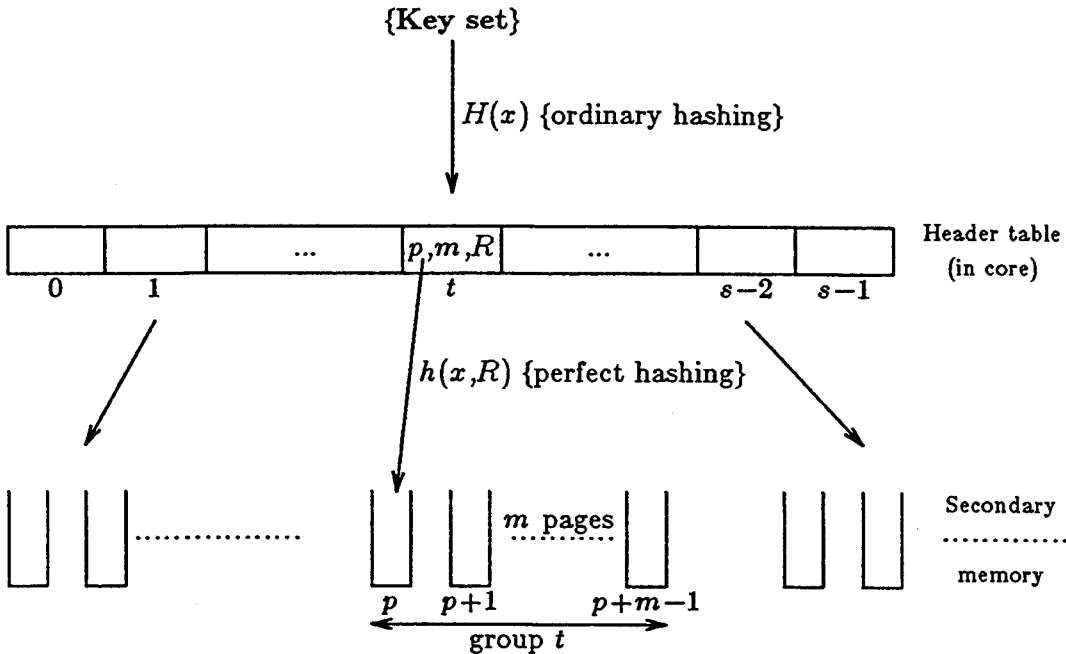 {Key set}
H(x) {ordinary hashing}
... p,m,R ... Header table
(in core)
0 1 t s−2 s−1
h(x,R) {perfect hashing}
m pages Secondary
memory
p p+1 p+m−1
group t